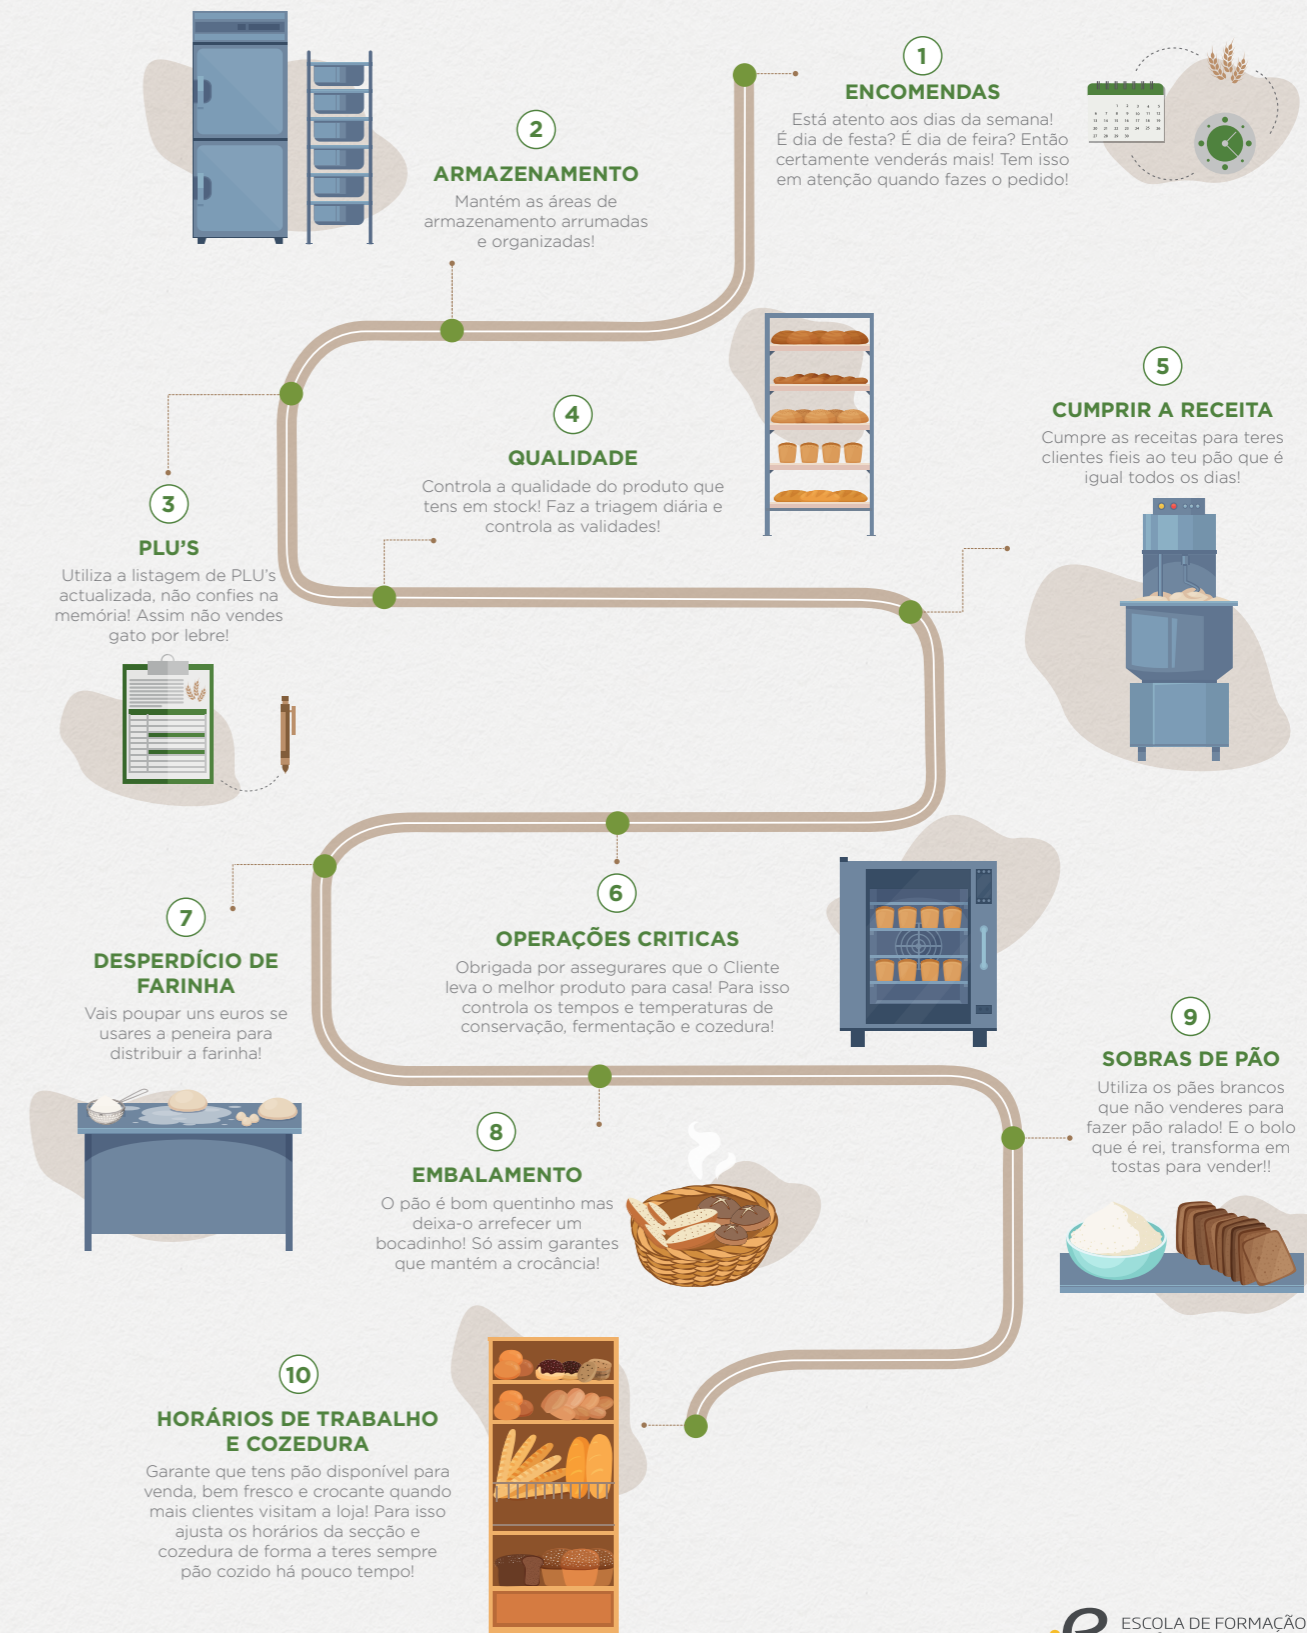 1
ENCOMENDAS
Está atento aos dias da semana!
É dia de festa? É dia de feira? Então
certamente venderás mais! Tem isso
em atenção quando fazes o pedido!
2
ARMAZENAMENTO
Mantém as áreas de
armazenamento arrumadas
e organizadas!
3
PLU'S
Utiliza a listagem de PLU's
actualizada, não confies na
memória! Assim não vendes
gato por lebre!
4
QUALIDADE
Controla a qualidade do produto que
tens em stock! Faz a triagem diária e
controla as validades!
5
CUMPRIR A RECEITA
Cumpre as receitas para teres
clientes fieis ao teu pão que é
igual todos os dias!
6
OPERAÇÕES CRITICAS
Obrigada por assegurares que o Cliente
leva o melhor produto para casa! Para isso
controla os tempos e temperaturas de
conservação, fermentação e cozedura!
7
DESPERDÍCIO DE
FARINHA
Vais poupar uns euros se
usares a peneira para
distribuir a farinha!
8
EMBALAMENTO
O pão é bom quentinho mas
deixa-o arrefecer um
bocadinho! Só assim garantes
que mantém a crocância!
9
SOBRAS DE PÃO
Utiliza os pães brancos
que não venderes para
fazer pão ralado! E o bolo
que é rei, transforma em
tostas para vender!!
10
HORÁRIOS DE TRABALHO
E COZEDURA
Garante que tens pão disponível para
venda, bem fresco e crocante quando
mais clientes visitam a loja! Para isso
ajusta os horários da secção e
cozedura de forma a teres sempre
pão cozido há pouco tempo!
ESCOLA DE FORMAÇÃO